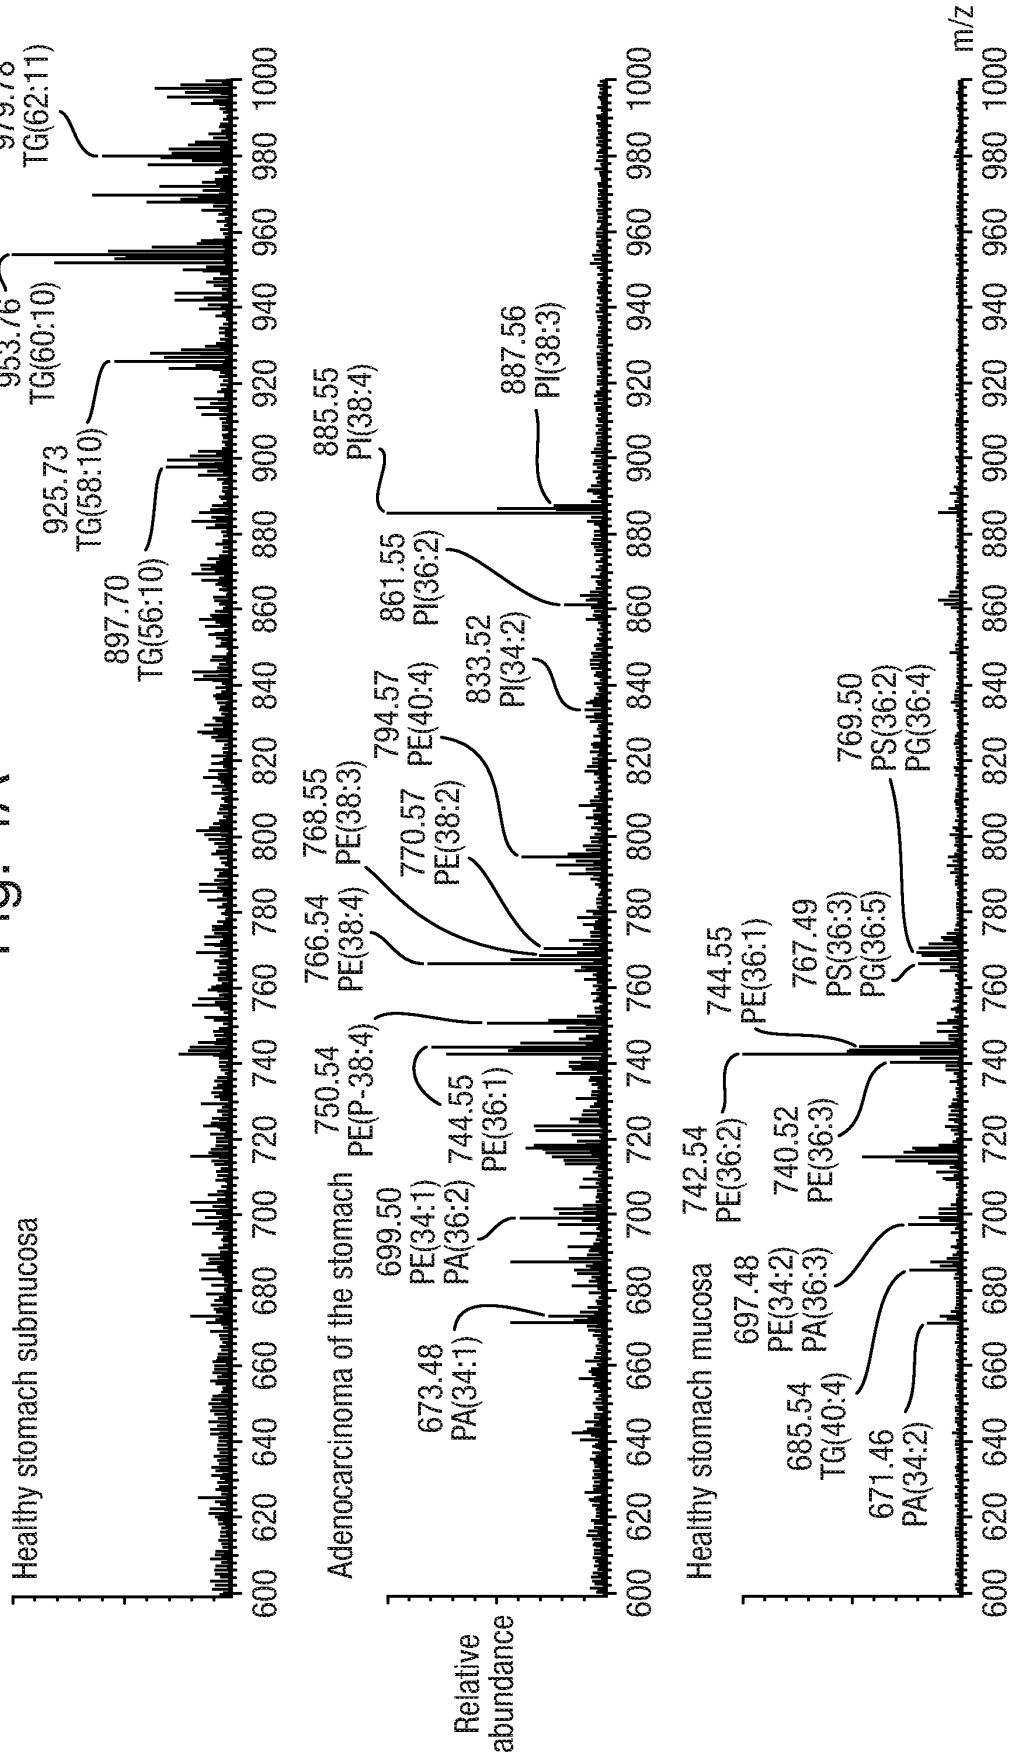 Fig.
979.78
TG(62:11)
953.76
TG(60:10)
925.73
TG(58:10)
897.70
TG(56:10)
Healthy stomach submucosa
600 620 640 660 680 700 720 740 760 780 800 820 840 860 880 900 920 940 960 980 1000
Adenocarcinoma of the stomach
673.48
PA(34:1)
699.50
PE(34:1)
PA(36:2)
744.55
PE(36:1)
750.54
PE(P-38:4)
766.54
PE(38:4)
768.55
PE(38:3)
770.57
PE(38:2)
794.57
PE(40:4)
833.52
PI(34:2)
861.55
PI(36:2)
885.55
PI(38:4)
887.56
PI(38:3)
Relative
abundance
600 620 640 660 680 700 720 740 760 780 800 820 840 860 880 900 920 940 960 980 1000
Healthy stomach mucosa
671.46
PA(34:2)
685.54
TG(40:4)
697.48
PE(34:2)
PA(36:3)
742.54
PE(36:2)
740.52
PE(36:3)
744.55
PE(36:1)
767.49
PS(36:3)
PG(36:5)
769.50
PS(36:2)
PG(36:4)
600 620 640 660 680 700 720 740 760 780 800 820 840 860 880 900 920 940 960 980 1000
m/z